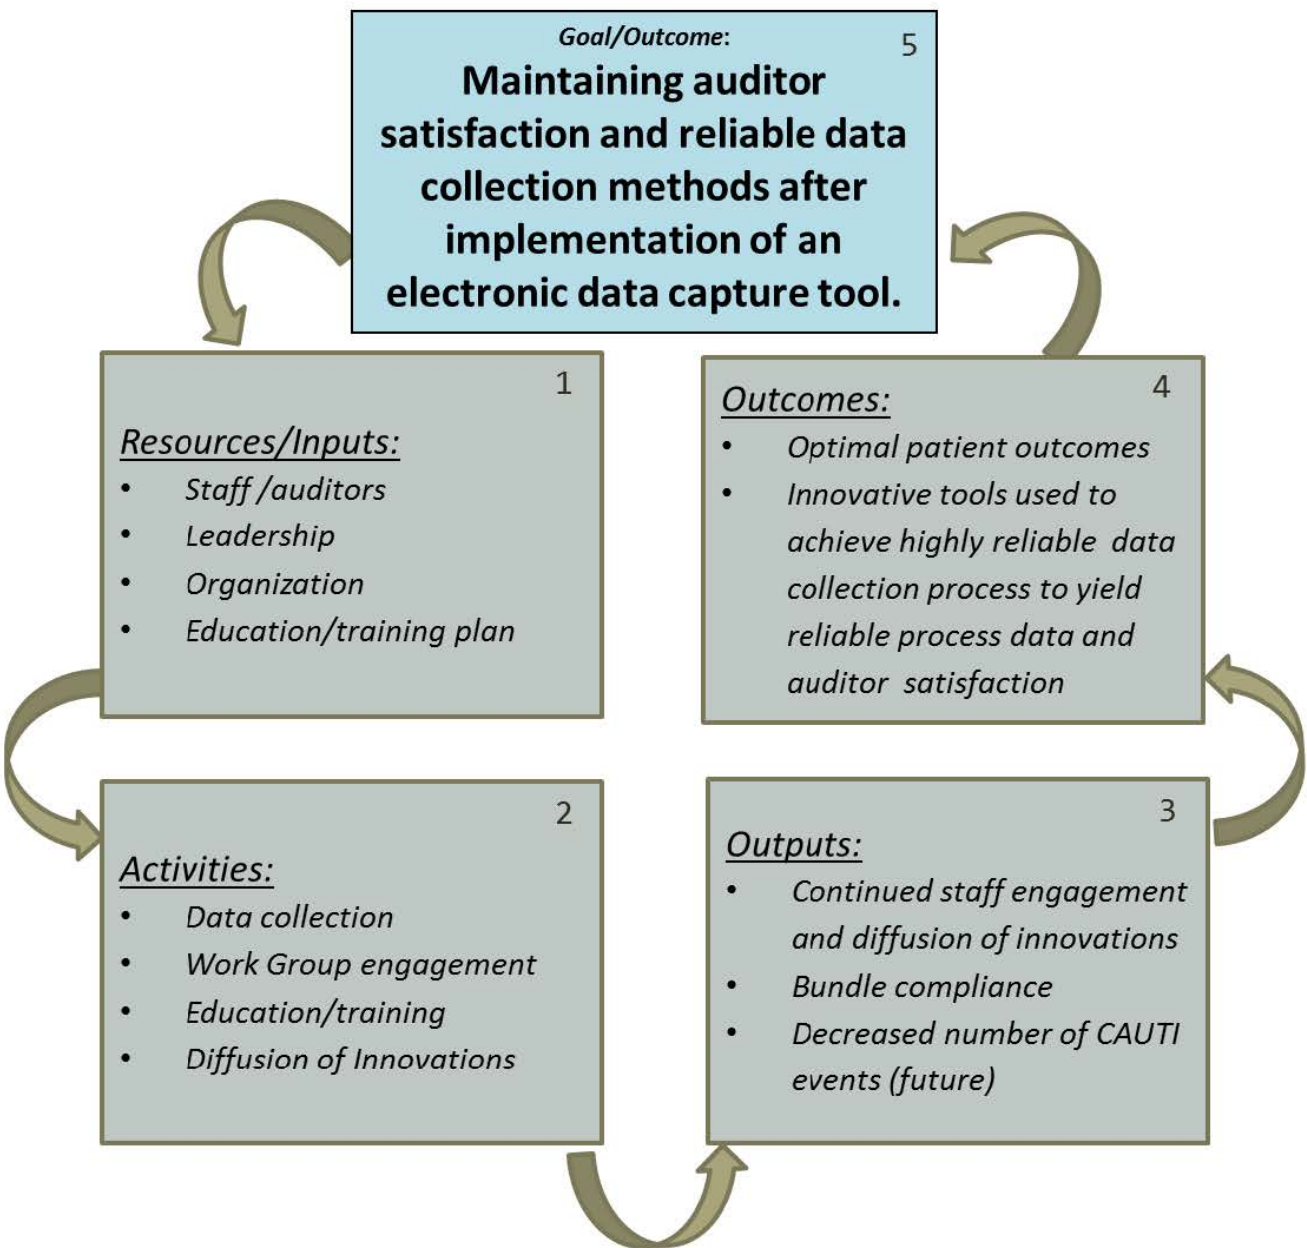 Goal/Outcome:
5
Maintaining auditor
satisfaction and reliable data
collection methods after
implementation of an
electronic data capture tool.
1
Resources/Inputs:
• Staff /auditors
• Leadership
• Organization
• Education/training plan
2
Activities:
• Data collection
• Work Group engagement
• Education/training
• Diffusion of Innovations
3
Outputs:
• Continued staff engagement
and diffusion of innovations
• Bundle compliance
• Decreased number of CAUTI
events (future)
4
Outcomes:
• Optimal patient outcomes
• Innovative tools used to
achieve highly reliable data
collection process to yield
reliable process data and
auditor satisfaction